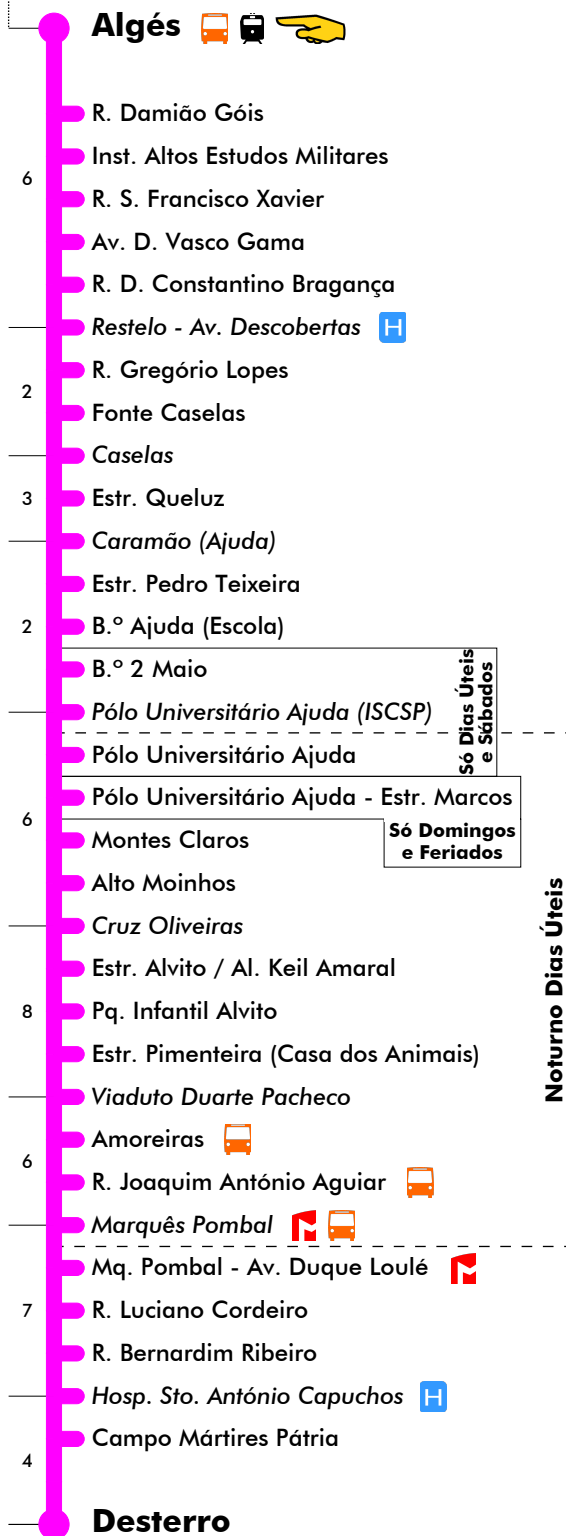 Algés
R. Damião Góis
Inst. Altos Estudos Militares
6
R. S. Francisco Xavier
Av. D. Vasco Gama
R. D. Constantino Bragança
Restelo - Av. Descobertas H
R. Gregório Lopes
2
Fonte Caselas
Caselas
3 Estr. Queluz
Caramão (Ajuda)
Estr. Pedro Teixeira
2 B.º Ajuda (Escola)
B.º 2 Maio
Pólo Universitário Ajuda (ISCSP)
Só Dias Úteis
e Sábados
Pólo Universitário Ajuda
Pólo Universitário Ajuda - Estr. Marcos
6
Só Domingos
e Feriados
Montes Claros
Alto Moinhos
Cruz Oliveiras
Noturno Dias Úteis
Estr. Alvito / Al. Keil Amaral
8 Pq. Infantil Alvito
Estr. Pimenteira (Casa dos Animais)
Viaduto Duarte Pacheco
Amoreiras
6
R. Joaquim António Aguiar
Marquês Pombal M
Mq. Pombal - Av. Duque Loulé M
7 R. Luciano Cordeiro
R. Bernardim Ribeiro
Hosp. Sto. António Capuchos H
Campo Mártires Pátria
4
Desterro